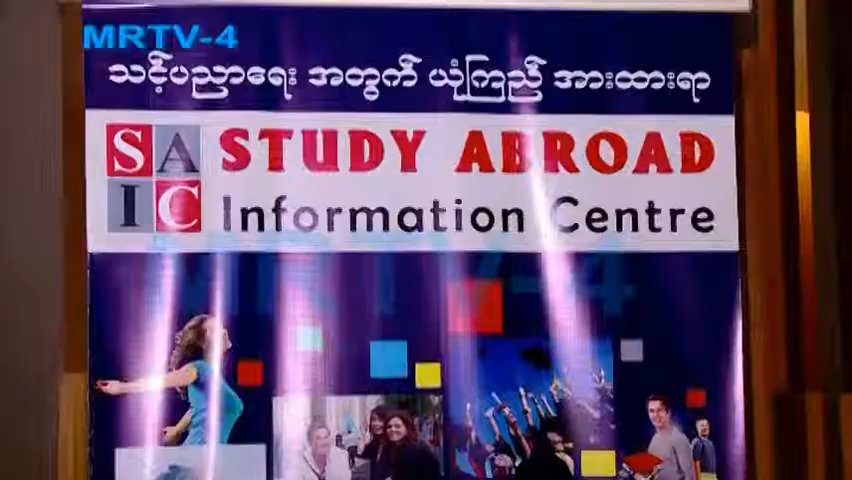 MRTV-4
သင့်ပညာရေး အတွက် ယုံကြည် အားထားရာ
SAIC
STUDY ABROAD
Information Centre